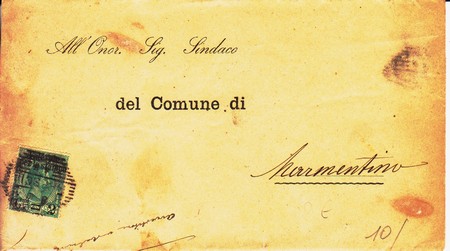 All'Onor. Sig. Sindaco
del Comune di
Marmentino
10/